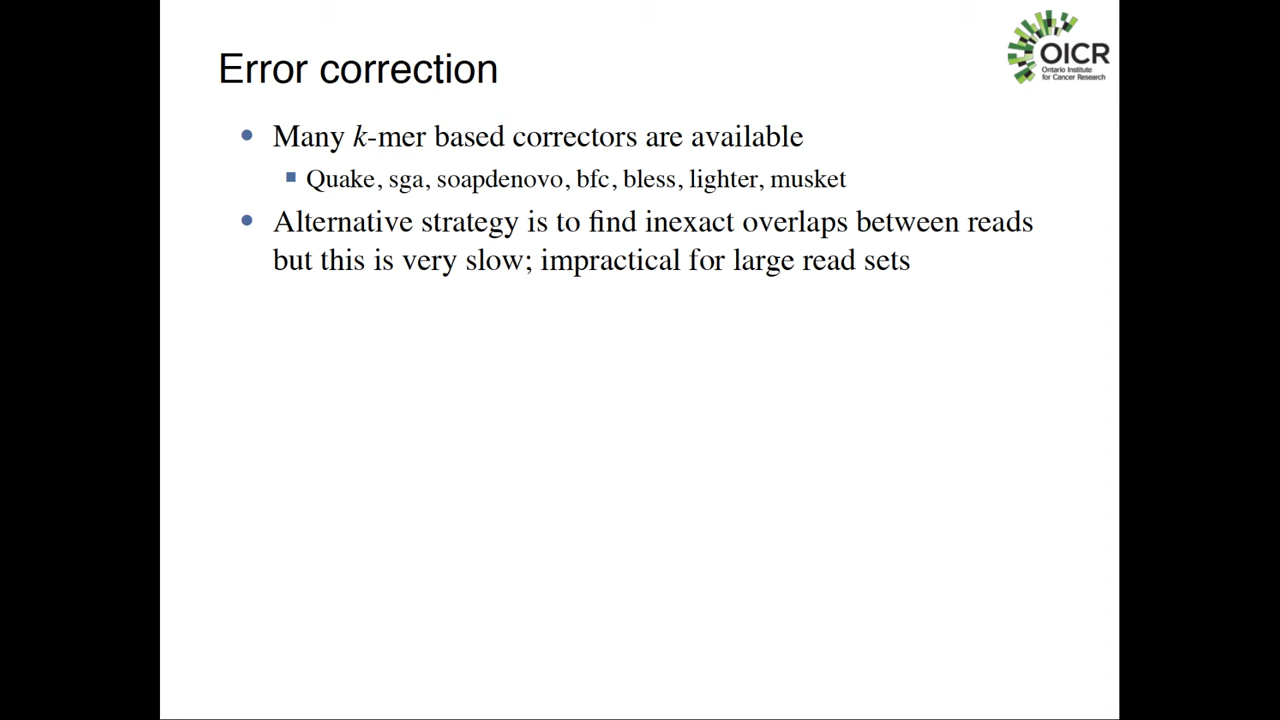 OICR
Ontario Institute
for Cancer Research
Error correction
Many k-mer based correctors are available
Quake, sga, soapdenovo, bfc, bless, lighter, musket
Alternative strategy is to find inexact overlaps between reads
but this is very slow; impractical for large read sets